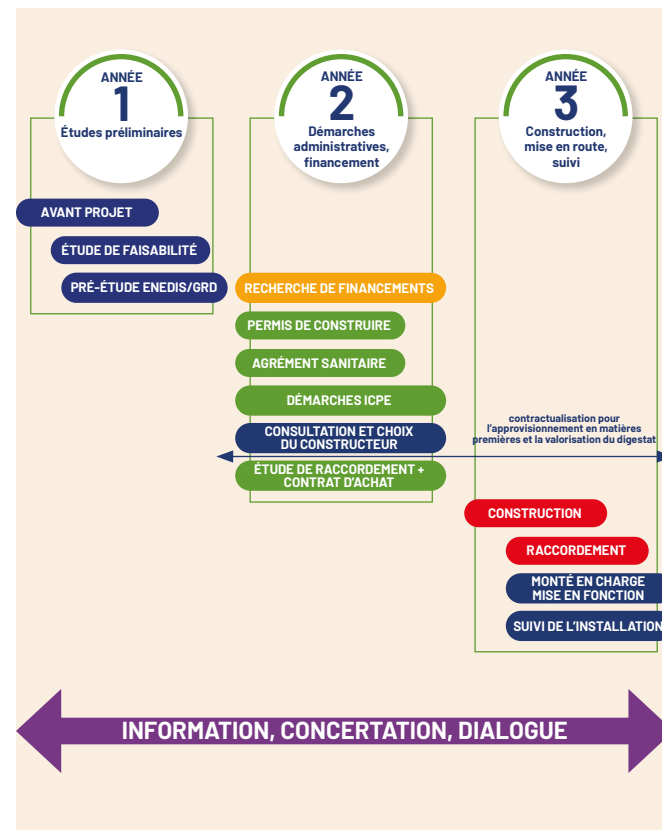 ANNÉE
1
Études préliminaires
AVANT PROJET
ÉTUDE DE FAISABILITÉ
PRÉ-ÉTUDE ENEDIS/GRD
ANNÉE
2
Démarches
administratives,
financement
RECHERCHE DE FINANCEMENTS
PERMIS DE CONSTRUIRE
AGRÉMENT SANITAIRE
DÉMARCHES ICPE
CONSULTATION ET CHOIX
DU CONSTRUCTEUR
ÉTUDE DE RACCORDEMENT +
CONTRAT D'ACHAT
ANNÉE
3
Construction,
mise en route,
suivi
contractualisation pour
l'approvisionnement en matières
premières et la valorisation du digestat
CONSTRUCTION
RACCORDEMENT
MONTÉ EN CHARGE
MISE EN FONCTION
SUIVI DE L'INSTALLATION
INFORMATION, CONCERTATION, DIALOGUE